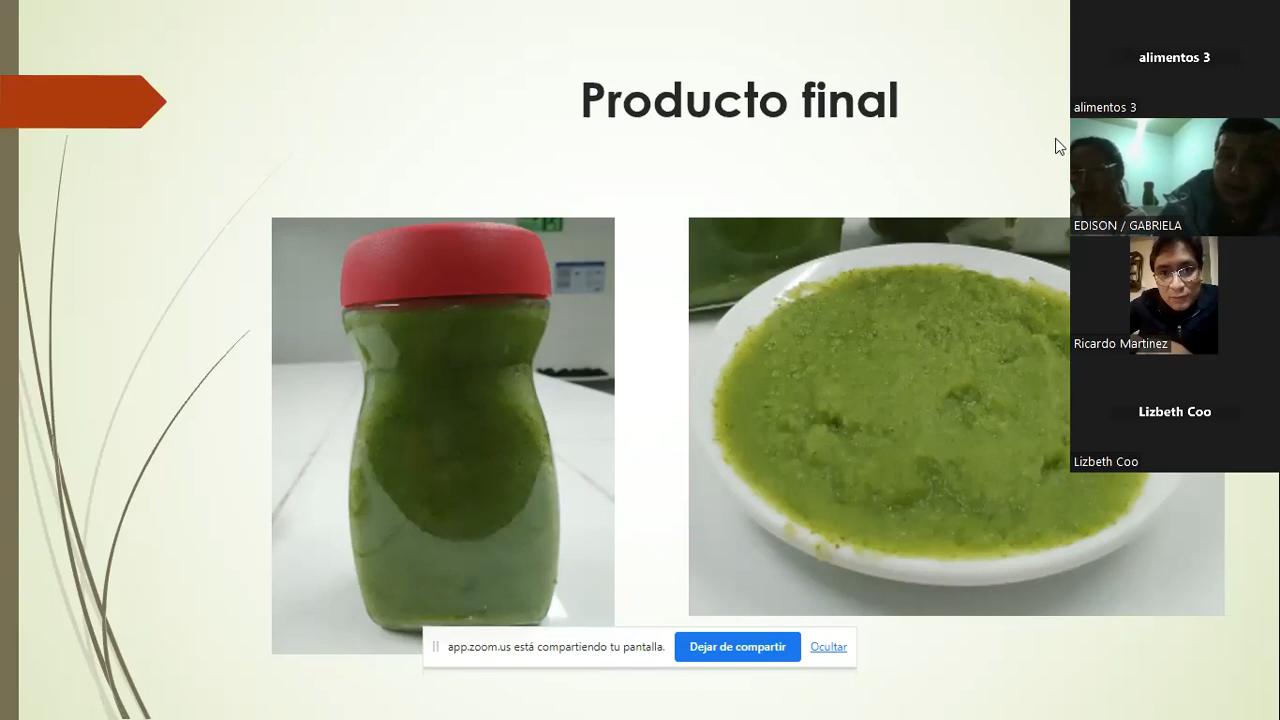 Producto final
alimentos 3
alimentos 3
EDISON / GABRIELA
Ricardo Martinez
Lizbeth Coo
Lizbeth Coo
app.zoom.us está compartiendo tu pantalla.
Dejar de compartir
Ocultar